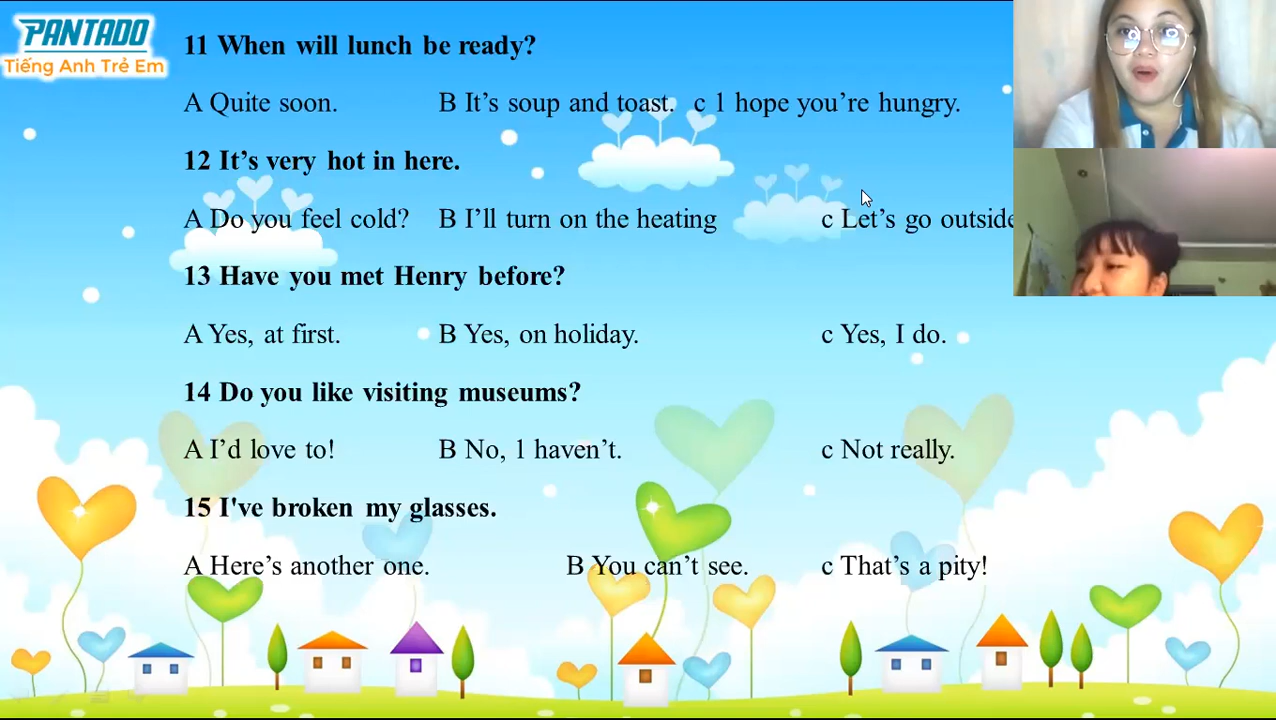 PANTADO
Tiếng Anh Trẻ Em
11 When will lunch be ready?
A Quite soon. B It’s soup and toast. c 1 hope you’re hungry.
12 It’s very hot in here.
A Do you feel cold? B I’ll turn on the heating c Let’s go outside
13 Have you met Henry before?
A Yes, at first. B Yes, on holiday. c Yes, I do.
14 Do you like visiting museums?
A I’d love to! B No, 1 haven’t. c Not really.
15 I've broken my glasses.
A Here’s another one. B You can’t see. c That’s a pity!